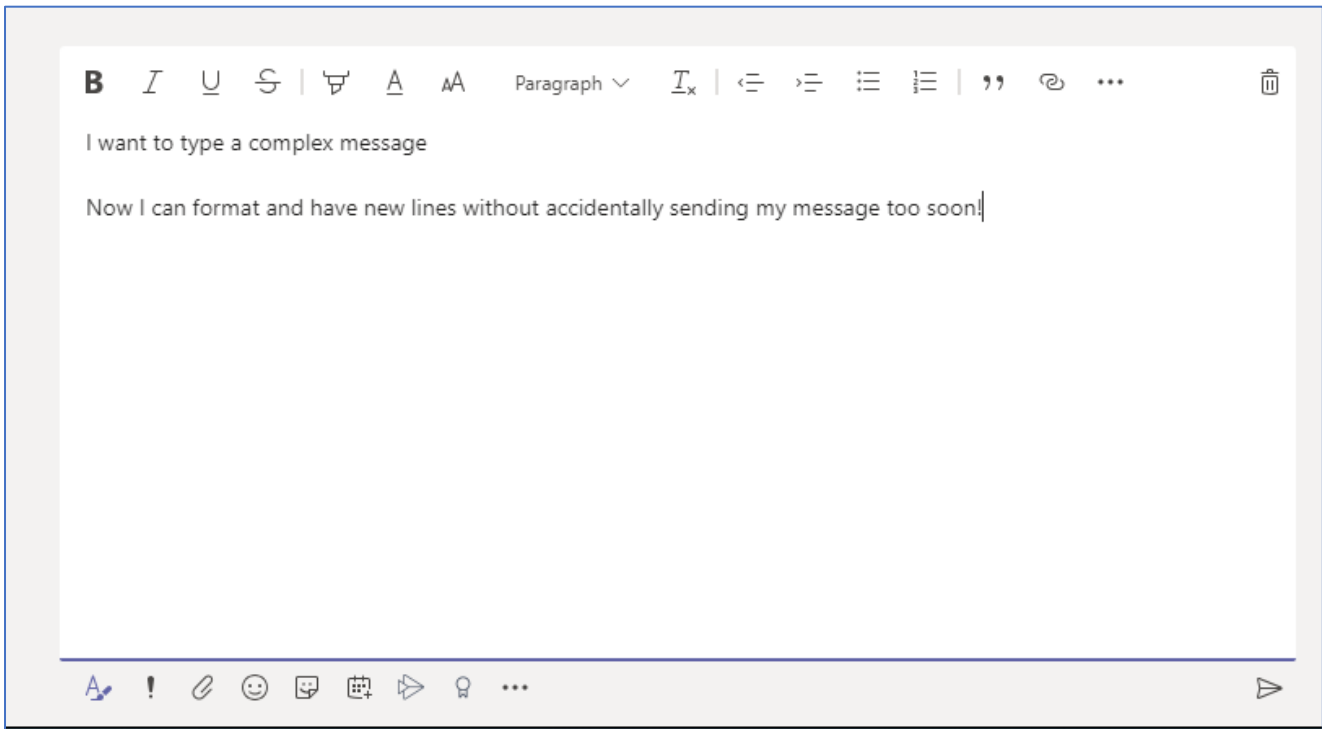 Paragraph
I want to type a complex message
Now I can format and have new lines without accidentally sending my message too soon!